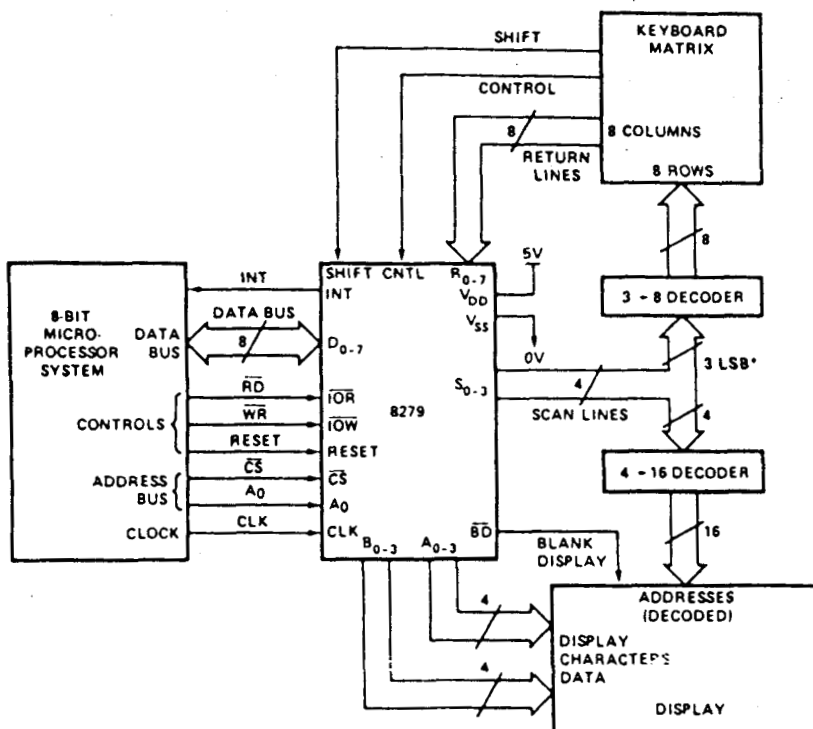 KEYBOARD
MATRIX
SHIFT
CONTROL
8
8 COLUMNS
RETURN
LINES
8 ROWS
8
3 - 8 DECODER
8-BIT
MICRO-
PROCESSOR
SYSTEM
INT
SHIFT CNTL R0-7
INT
5V
VDD
VSS
0V
DATA BUS
DATA
BUS
8
D0-7
S0-3
4
SCAN LINES
3 LSB*
4
CONTROLS
RD
IOR
8279
WR
IOW
RESET
RESET
4 - 16 DECODER
ADDRESS
BUS
CS
CS
A0
A0
16
CLOCK
CLK
CLK
B0-3
A0-3
BD
BLANK
DISPLAY
ADDRESSES
(DECODED)
4
DISPLAY
CHARACTERS
DATA
4
DISPLAY